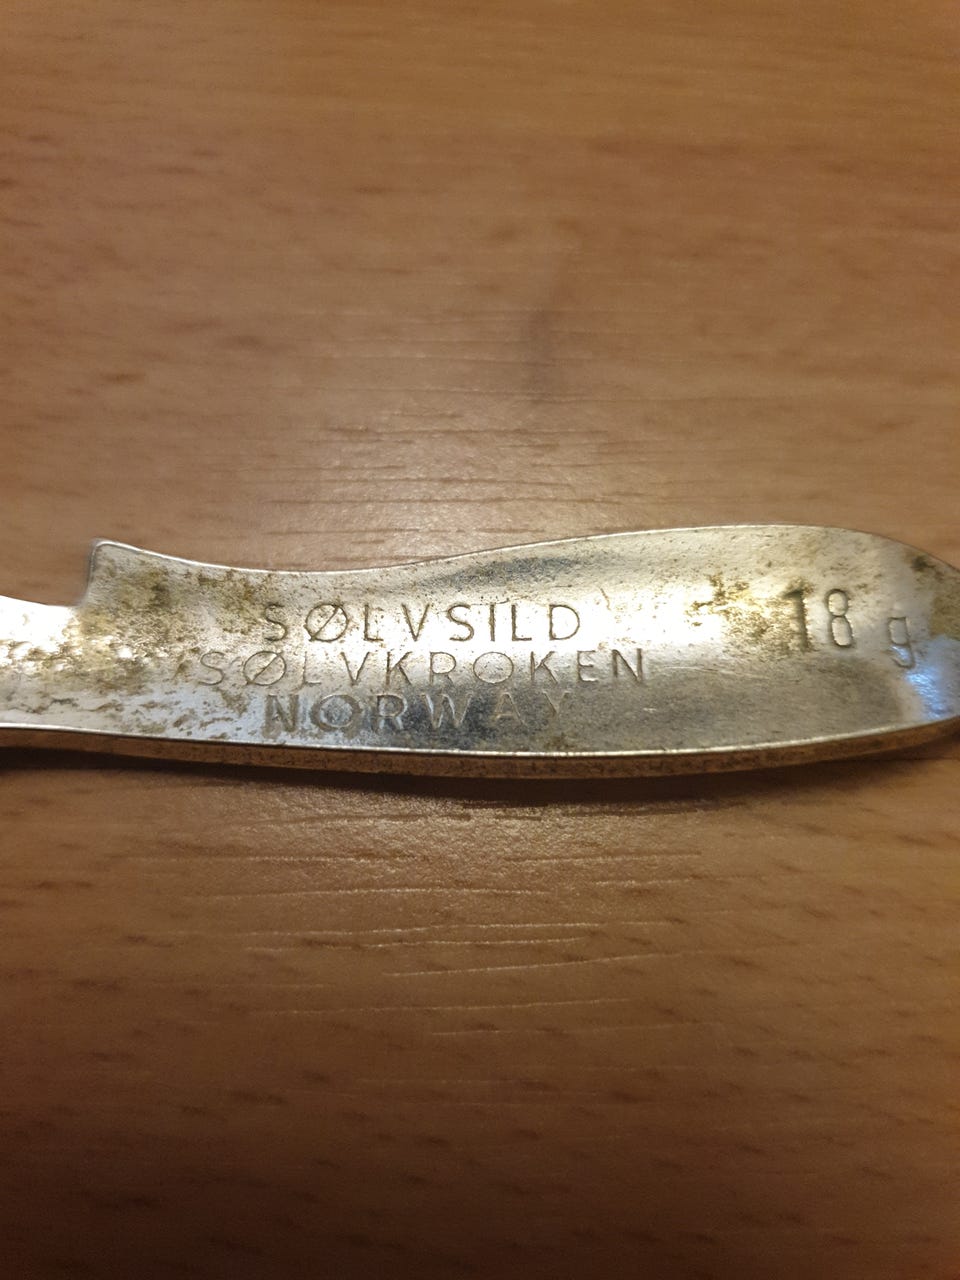 SØLVSILD
SØLVKROKEN
NORWAY
18 g